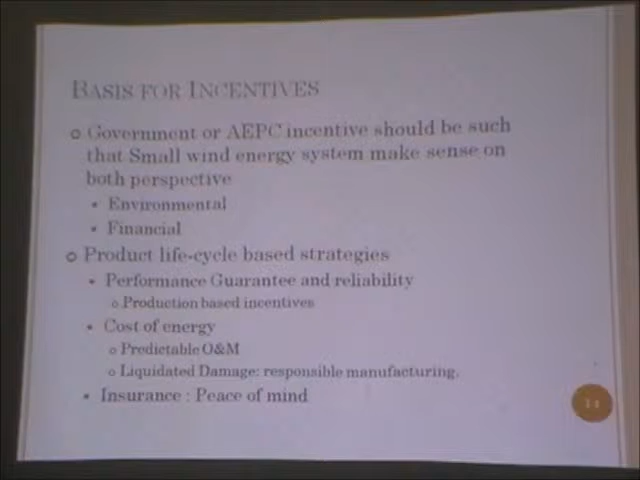 BASIS FOR INCENTIVES
Government or AEPC incentive should be such
that Small wind energy system make sense on
both perspective
Environmental
Financial
Product life-cycle based strategies
Performance Guarantee and reliability
Production based incentives
Cost of energy
Predictable O&M
Liquidated Damage: responsible manufacturing.
Insurance : Peace of mind